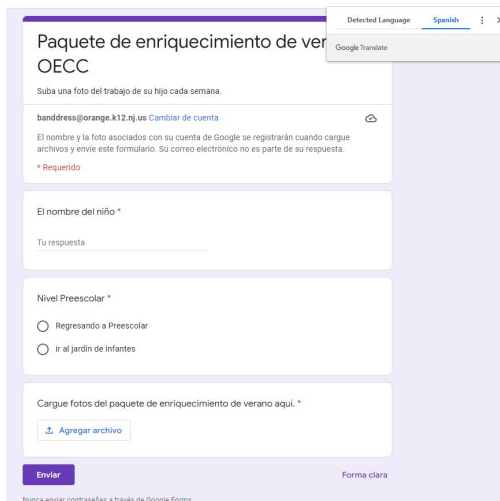 Detected Language Spanish
Google Translate
Paquete de enriquecimiento de ver
OECC
Suba una foto del trabajo de su hijo cada semana.
banddress@orange.k12.nj.us Cambiar de cuenta
El nombre y la foto asociados con su cuenta de Google se registrarán cuando cargue
archivos y envíe este formulario. Su correo electrónico no es parte de su respuesta.
* Requerido
El nombre del niño *
Tu respuesta
Nivel Preescolar *
Regresando a Preescolar
ir al jardín de infantes
Cargue fotos del paquete de enriquecimiento de verano aquí. *
Agregar archivo
Enviar Forma clara
Nunca enviar contraseñas a través de Google Forms